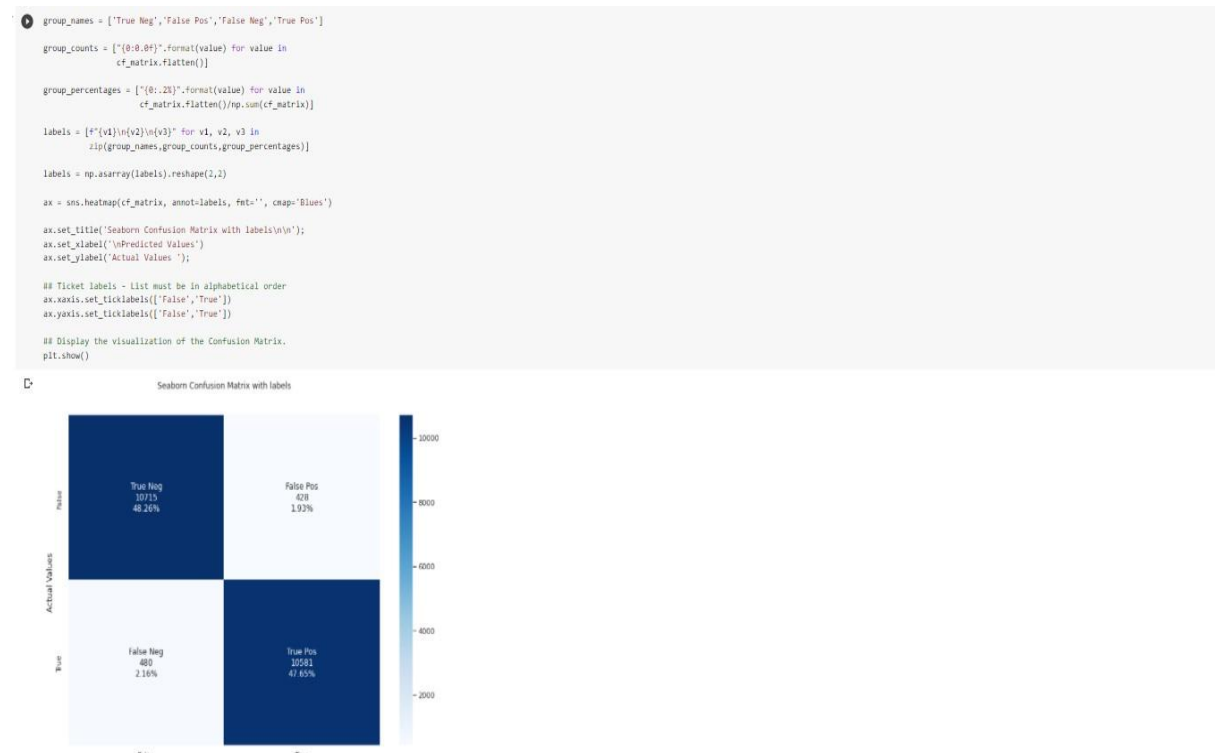 group_names = ['True Neg','False Pos','False Neg','True Pos']
group_counts = ["{0:0.0f}".format(value) for value in
cf_matrix.flatten()]
group_percentages = ["{0:.2%}".format(value) for value in
cf_matrix.flatten()/np.sum(cf_matrix)]
labels = [f"{v1}\n{v2}\n{v3}" for v1, v2, v3 in
zip(group_names,group_counts,group_percentages)]
labels = np.asarray(labels).reshape(2,2)
ax = sns.heatmap(cf_matrix, annot=labels, fmt='', cmap='Blues')
ax.set_title('Seaborn Confusion Matrix with labels\n\n');
ax.set_xlabel('\nPredicted Values')
ax.set_ylabel('Actual Values ');
## Ticket labels - List must be in alphabetical order
ax.xaxis.set_ticklabels(['False','True'])
ax.yaxis.set_ticklabels(['False','True'])
## Display the visualization of the Confusion Matrix.
plt.show()
Seaborn Confusion Matrix with labels
True Neg
10715
48.26%
False Pos
428
1.93%
False Neg
480
2.16%
True Pos
10581
47.65%
False
True
Actual Values
10000
8000
6000
4000
2000